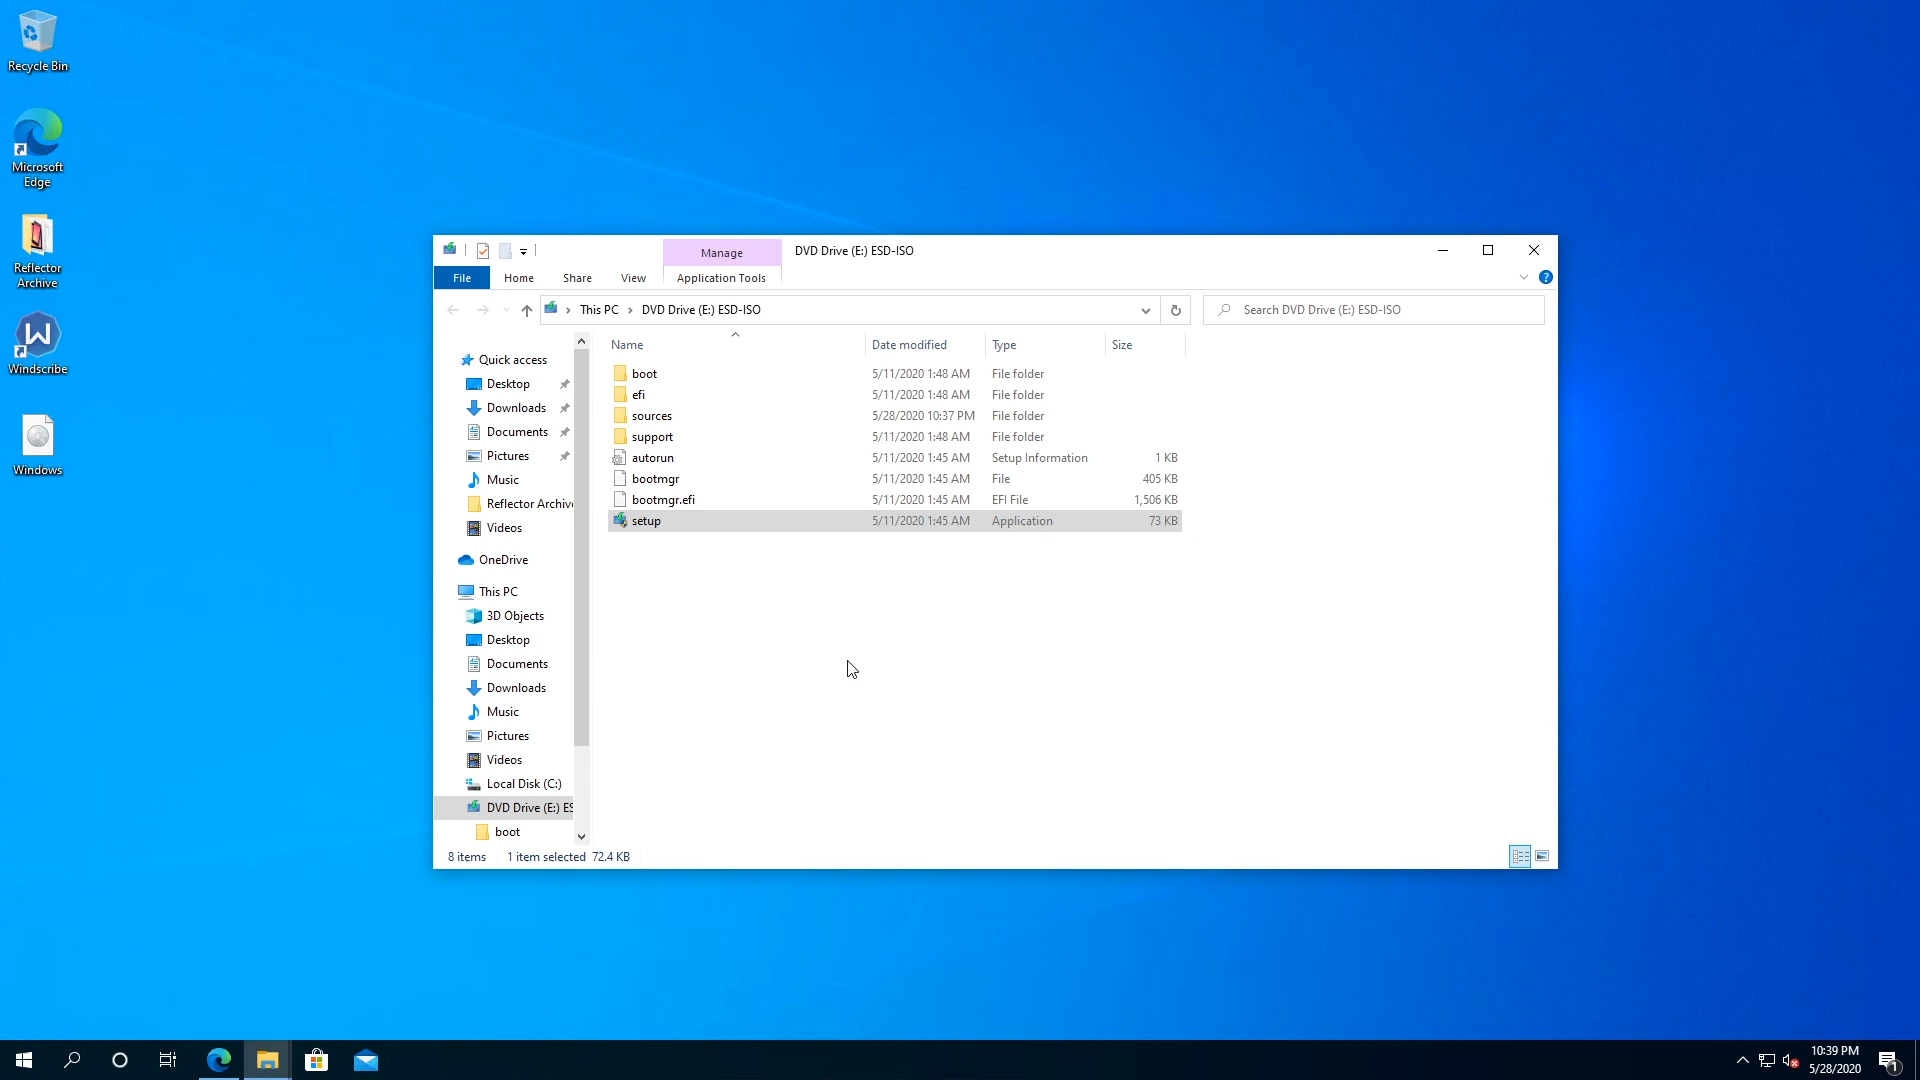 Recycle Bin
Microsoft
Edge
Reflector
Archive
Windscribe
Windows
Manage
DVD Drive (E:) ESD-ISO
File
Home
Share
View
Application Tools
This PC
DVD Drive (E:) ESD-ISO
Search DVD Drive (E:) ESD-ISO
Quick access
Desktop
Downloads
Documents
Pictures
Music
Reflector Archive
Videos
OneDrive
This PC
3D Objects
Desktop
Documents
Downloads
Music
Pictures
Videos
Local Disk (C:)
DVD Drive (E:) ES
boot
Name Date modified Type Size
boot 5/11/2020 1:48 AM File folder
efi 5/11/2020 1:48 AM File folder
sources 5/28/2020 10:37 PM File folder
support 5/11/2020 1:48 AM File folder
autorun 5/11/2020 1:45 AM Setup Information 1 KB
bootmgr 5/11/2020 1:45 AM File 405 KB
bootmgr.efi 5/11/2020 1:45 AM EFI File 1,506 KB
setup 5/11/2020 1:45 AM Application 73 KB
8 items 1 item selected 72.4 KB
10:39 PM
5/28/2020
1